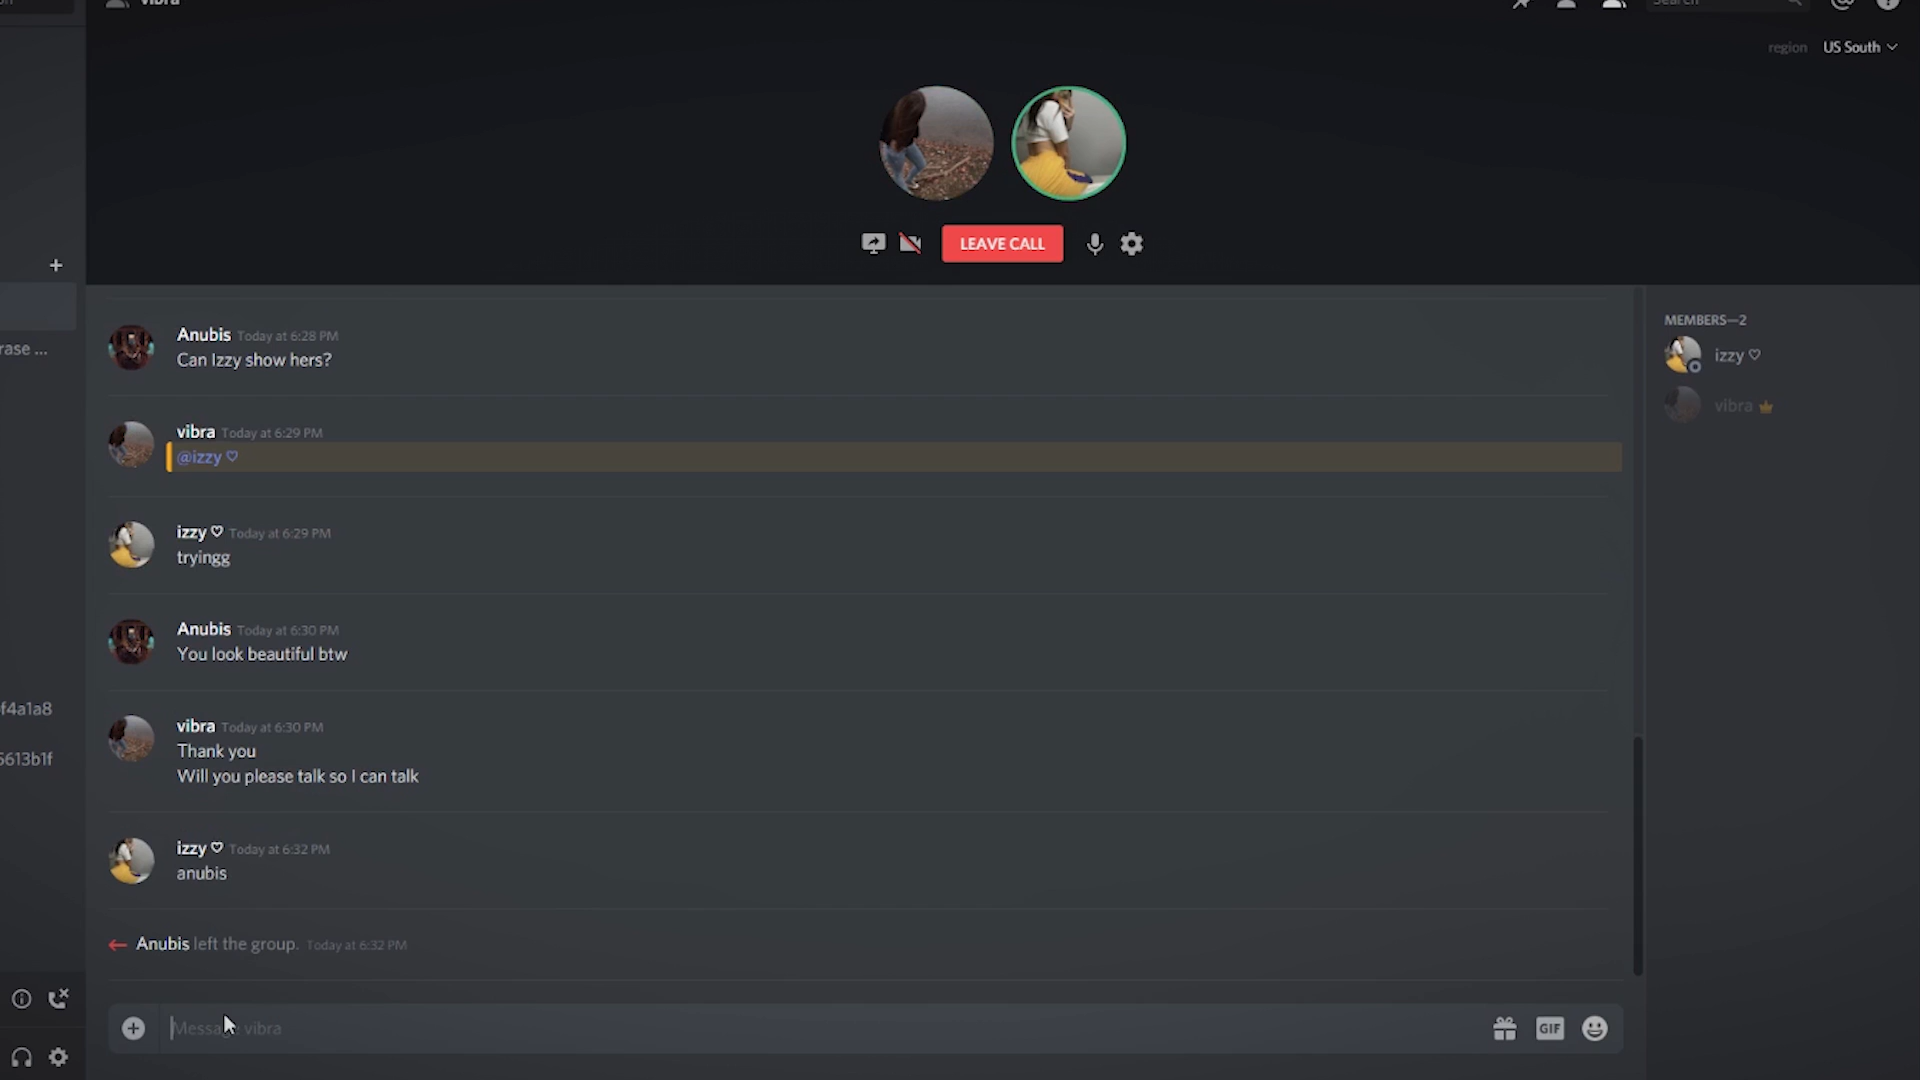 vibra
Search
region US South
LEAVE CALL
Anubis Today at 6:28 PM
Can Izzy show hers?
MEMBERS—2
izzy ♡
vibra
vibra Today at 6:29 PM
@izzy ♡
izzy ♡ Today at 6:29 PM
tryingg
Anubis Today at 6:30 PM
You look beautiful btw
vibra Today at 6:30 PM
Thank you
Will you please talk so I can talk
izzy ♡ Today at 6:32 PM
anubis
Anubis left the group. Today at 6:32 PM
Message vibra
GIF
rase ...
f4a1a8
5613b1f